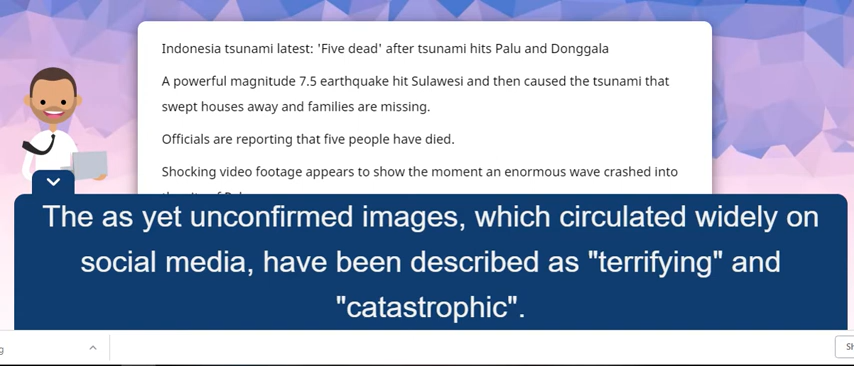 Indonesia tsunami latest: 'Five dead' after tsunami hits Palu and Donggala
A powerful magnitude 7.5 earthquake hit Sulawesi and then caused the tsunami that
swept houses away and families are missing.
Officials are reporting that five people have died.
Shocking video footage appears to show the moment an enormous wave crashed into
The as yet unconfirmed images, which circulated widely on
social media, have been described as "terrifying" and
"catastrophic".